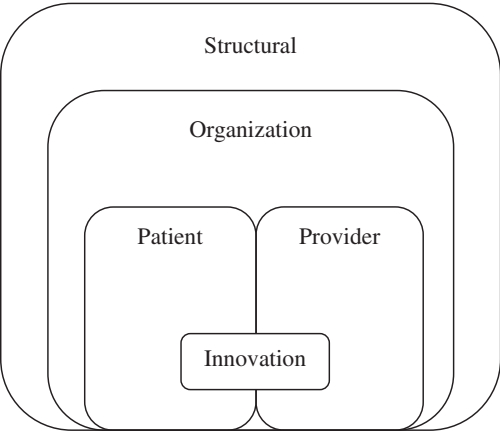 Structural
Organization
Patient
Provider
Innovation